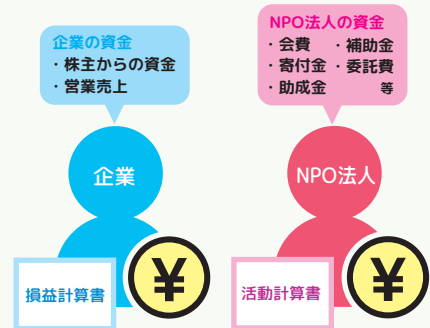 企業の資金
・株主からの資金
・営業売上
NPO法人の資金
・会費 ・補助金
・寄付金 ・委託費
・助成金 等
企業
NPO法人
損益計算書
¥
活動計算書
¥